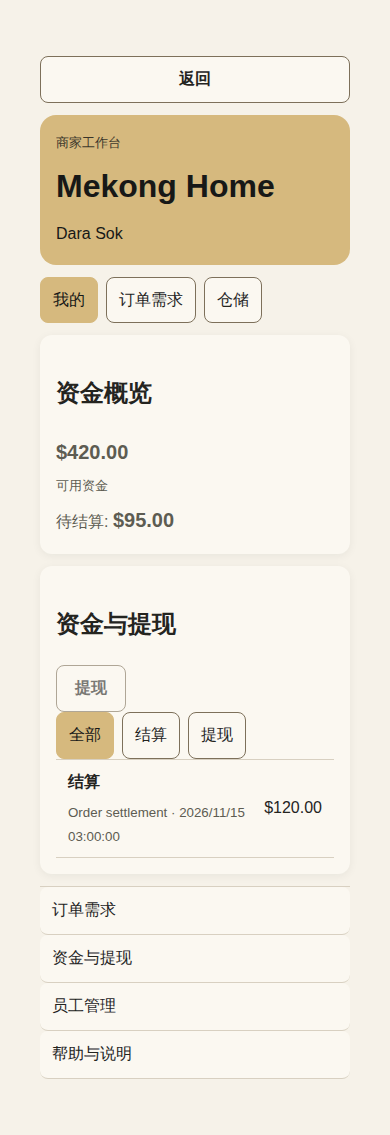 返回
商家工作台
Mekong Home
Dara Sok
我的
订单需求
仓储
资金概览
$420.00
可用资金
待结算: $95.00
资金与提现
提现
全部
结算
提现
结算
Order settlement · 2026/11/15
03:00:00
$120.00
订单需求
资金与提现
员工管理
帮助与说明